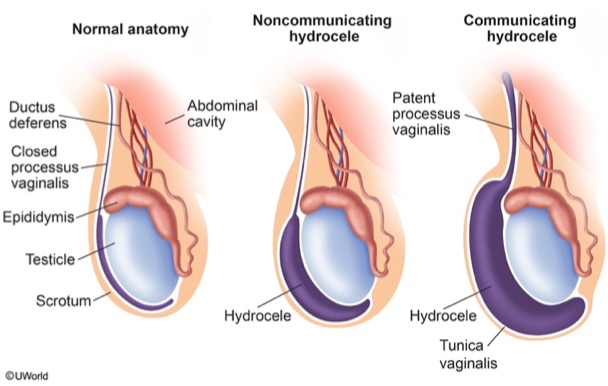 Normal anatomy
Noncommunicating
hydrocele
Communicating
hydrocele
Ductus
deferens
Abdominal
cavity
Closed
processus
vaginalis
Epididymis
Testicle
Scrotum
Hydrocele
Patent
processus
vaginalis
Hydrocele
Tunica
vaginalis
©UWorld